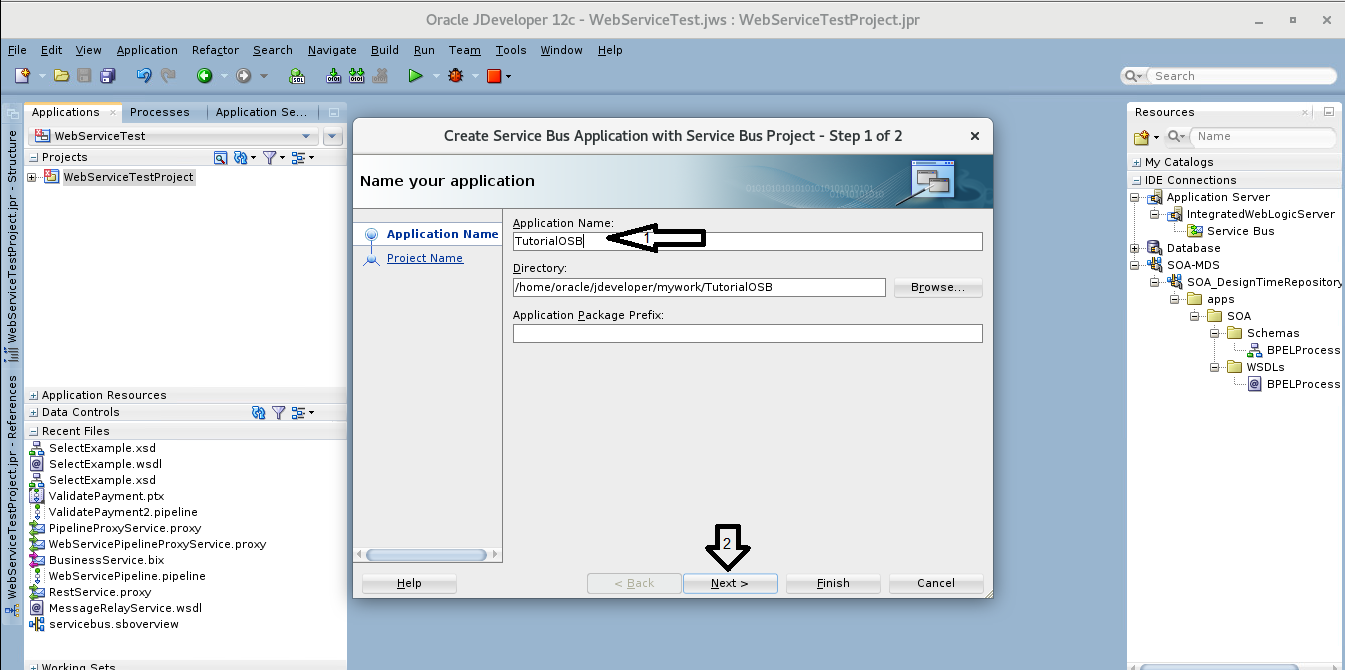 Oracle JDeveloper 12c - WebServiceTest.jws : WebServiceTestProject.jpr
File Edit View Application Refactor Search Navigate Build Run Team Tools Window Help
Search
WebServiceTestProject.jpr - Structure
WebServiceTestProject.jpr - References
Applications
Processes
Application Se...
WebServiceTest
Projects
WebServiceTestProject
Application Resources
Data Controls
Recent Files
SelectExample.xsd
SelectExample.wsdl
SelectExample.xsd
ValidatePayment.ptx
ValidatePayment2.pipeline
PipelineProxyService.proxy
WebServicePipelineProxyService.proxy
BusinessService.bix
WebServicePipeline.pipeline
RestService.proxy
MessageRelayService.wsdl
servicebus.sboverview
Working Sets
Create Service Bus Application with Service Bus Project - Step 1 of 2
Name your application
Application Name
Project Name
Application Name:
TutorialOSB
1
Directory:
/home/oracle/jdeveloper/mywork/TutorialOSB
Browse...
Application Package Prefix:
2
Help
< Back
Next >
Finish
Cancel
Resources
Name
My Catalogs
IDE Connections
Application Server
IntegratedWebLogicServer
Service Bus
Database
SOA-MDS
SOA_DesignTimeRepository
apps
SOA
Schemas
BPELProcess
WSDLs
BPELProcess